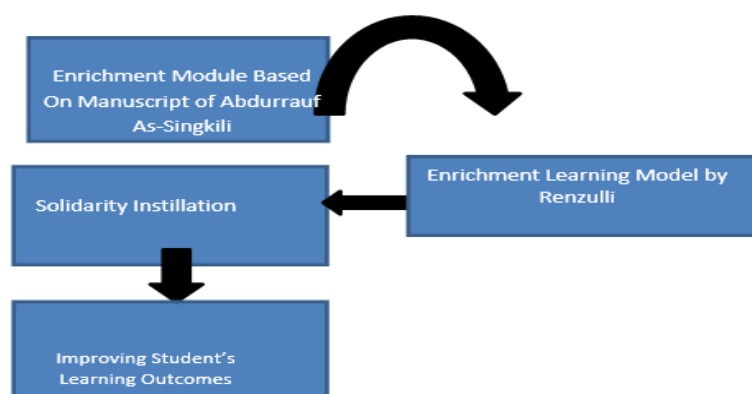 Enrichment Module Based
On Manuscript of Abdurrauf
As-Singkili
Enrichment Learning Model by
Renzulli
Solidarity Instillation
Improving Student’s
Learning Outcomes